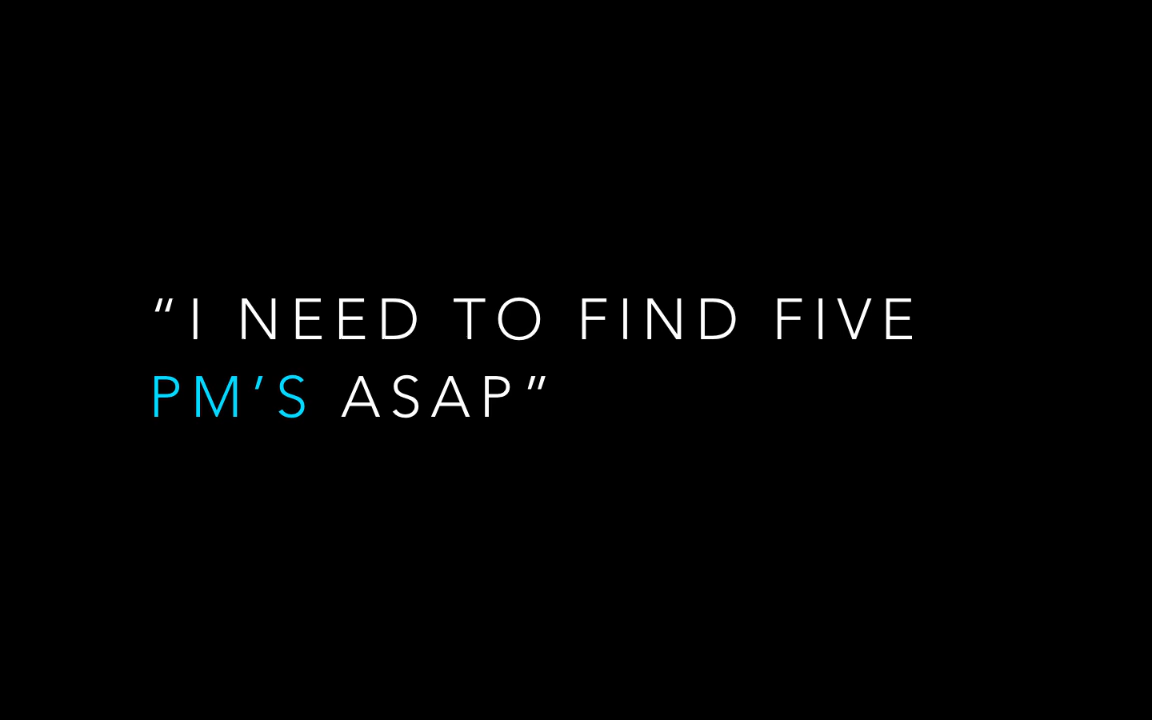 “I NEED TO FIND FIVE
PM’S ASAP”